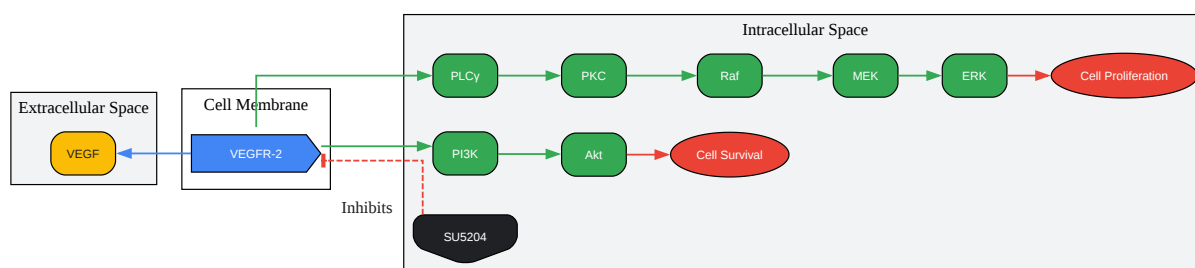 Intracellular Space
PLCγ
PKC
Raf
MEK
ERK
Cell Proliferation
Extracellular Space
Cell Membrane
VEGF
VEGFR-2
PI3K
Akt
Cell Survival
Inhibits
SU5204